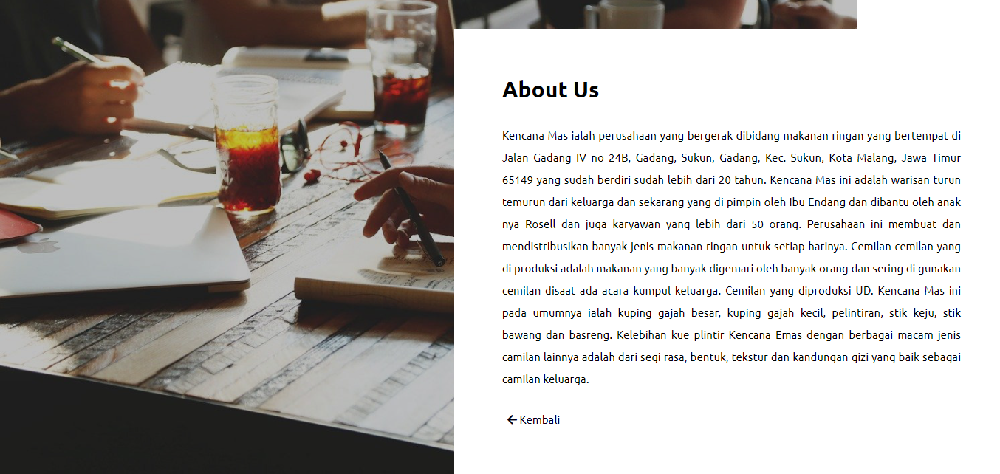 About Us
Kencana Mas ialah perusahaan yang bergerak dibidang makanan ringan yang bertempat di
Jalan Gadang IV no 24B, Gadang, Sukun, Gadang, Kec. Sukun, Kota Malang, Jawa Timur
65149 yang sudah berdiri sudah lebih dari 20 tahun. Kencana Mas ini adalah warisan turun
temurun dari keluarga dan sekarang yang di pimpin oleh Ibu Endang dan dibantu oleh anak
nya Rosell dan juga karyawan yang lebih dari 50 orang. Perusahaan ini membuat dan
mendistribusikan banyak jenis makanan ringan untuk setiap harinya. Cemilan-cemilan yang
di produksi adalah makanan yang banyak digemari oleh banyak orang dan sering di gunakan
cemilan disaat ada acara kumpul keluarga. Cemilan yang diproduksi UD. Kencana Mas ini
pada umumnya ialah kuping gajah besar, kuping gajah kecil, pelintiran, stik keju, stik
bawang dan basreng. Kelebihan kue plintir Kencana Emas dengan berbagai macam jenis
camilan lainnya adalah dari segi rasa, bentuk, tekstur dan kandungan gizi yang baik sebagai
camilan keluarga.
← Kembali